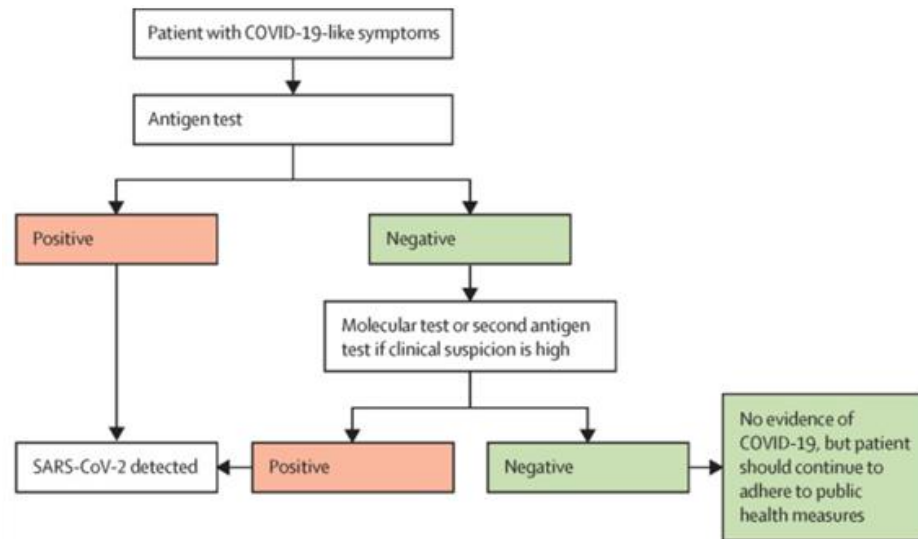 Patient with COVID-19-like symptoms
Antigen test
Positive
Negative
Molecular test or second antigen
test if clinical suspicion is high
SARS-CoV-2 detected
Positive
Negative
No evidence of
COVID-19, but patient
should continue to
adhere to public
health measures